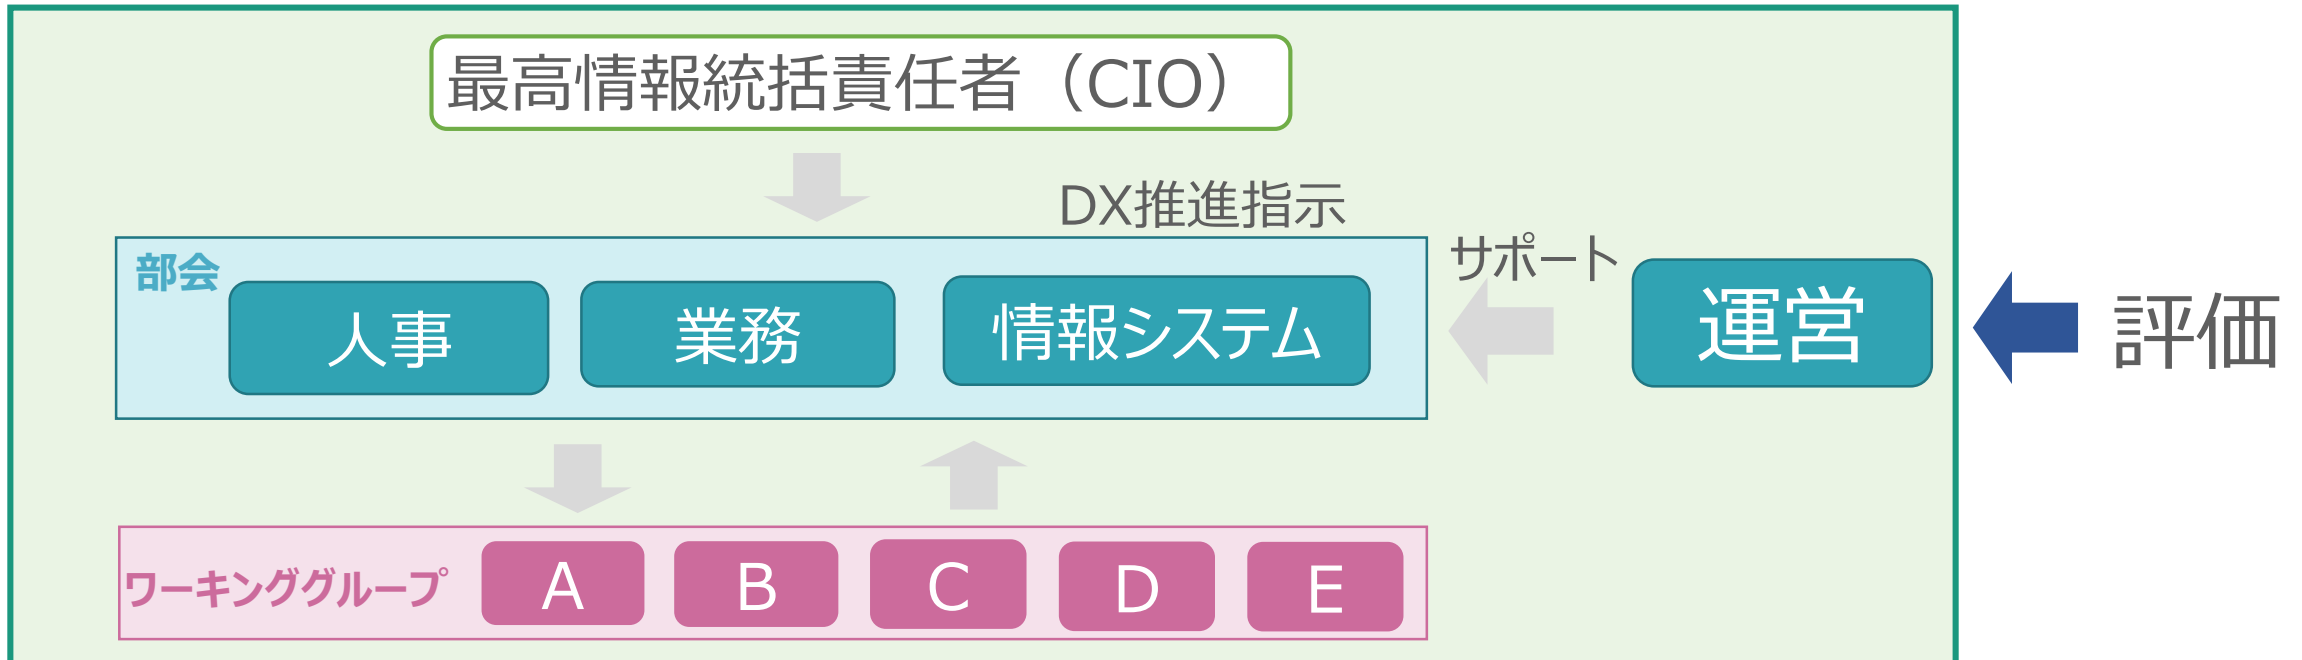 最高情報統括責任者（CIO）
DX推進指示
部会
人事
業務
情報システム
サポート
運営
評価
ワーキンググループ
A
B
C
D
E